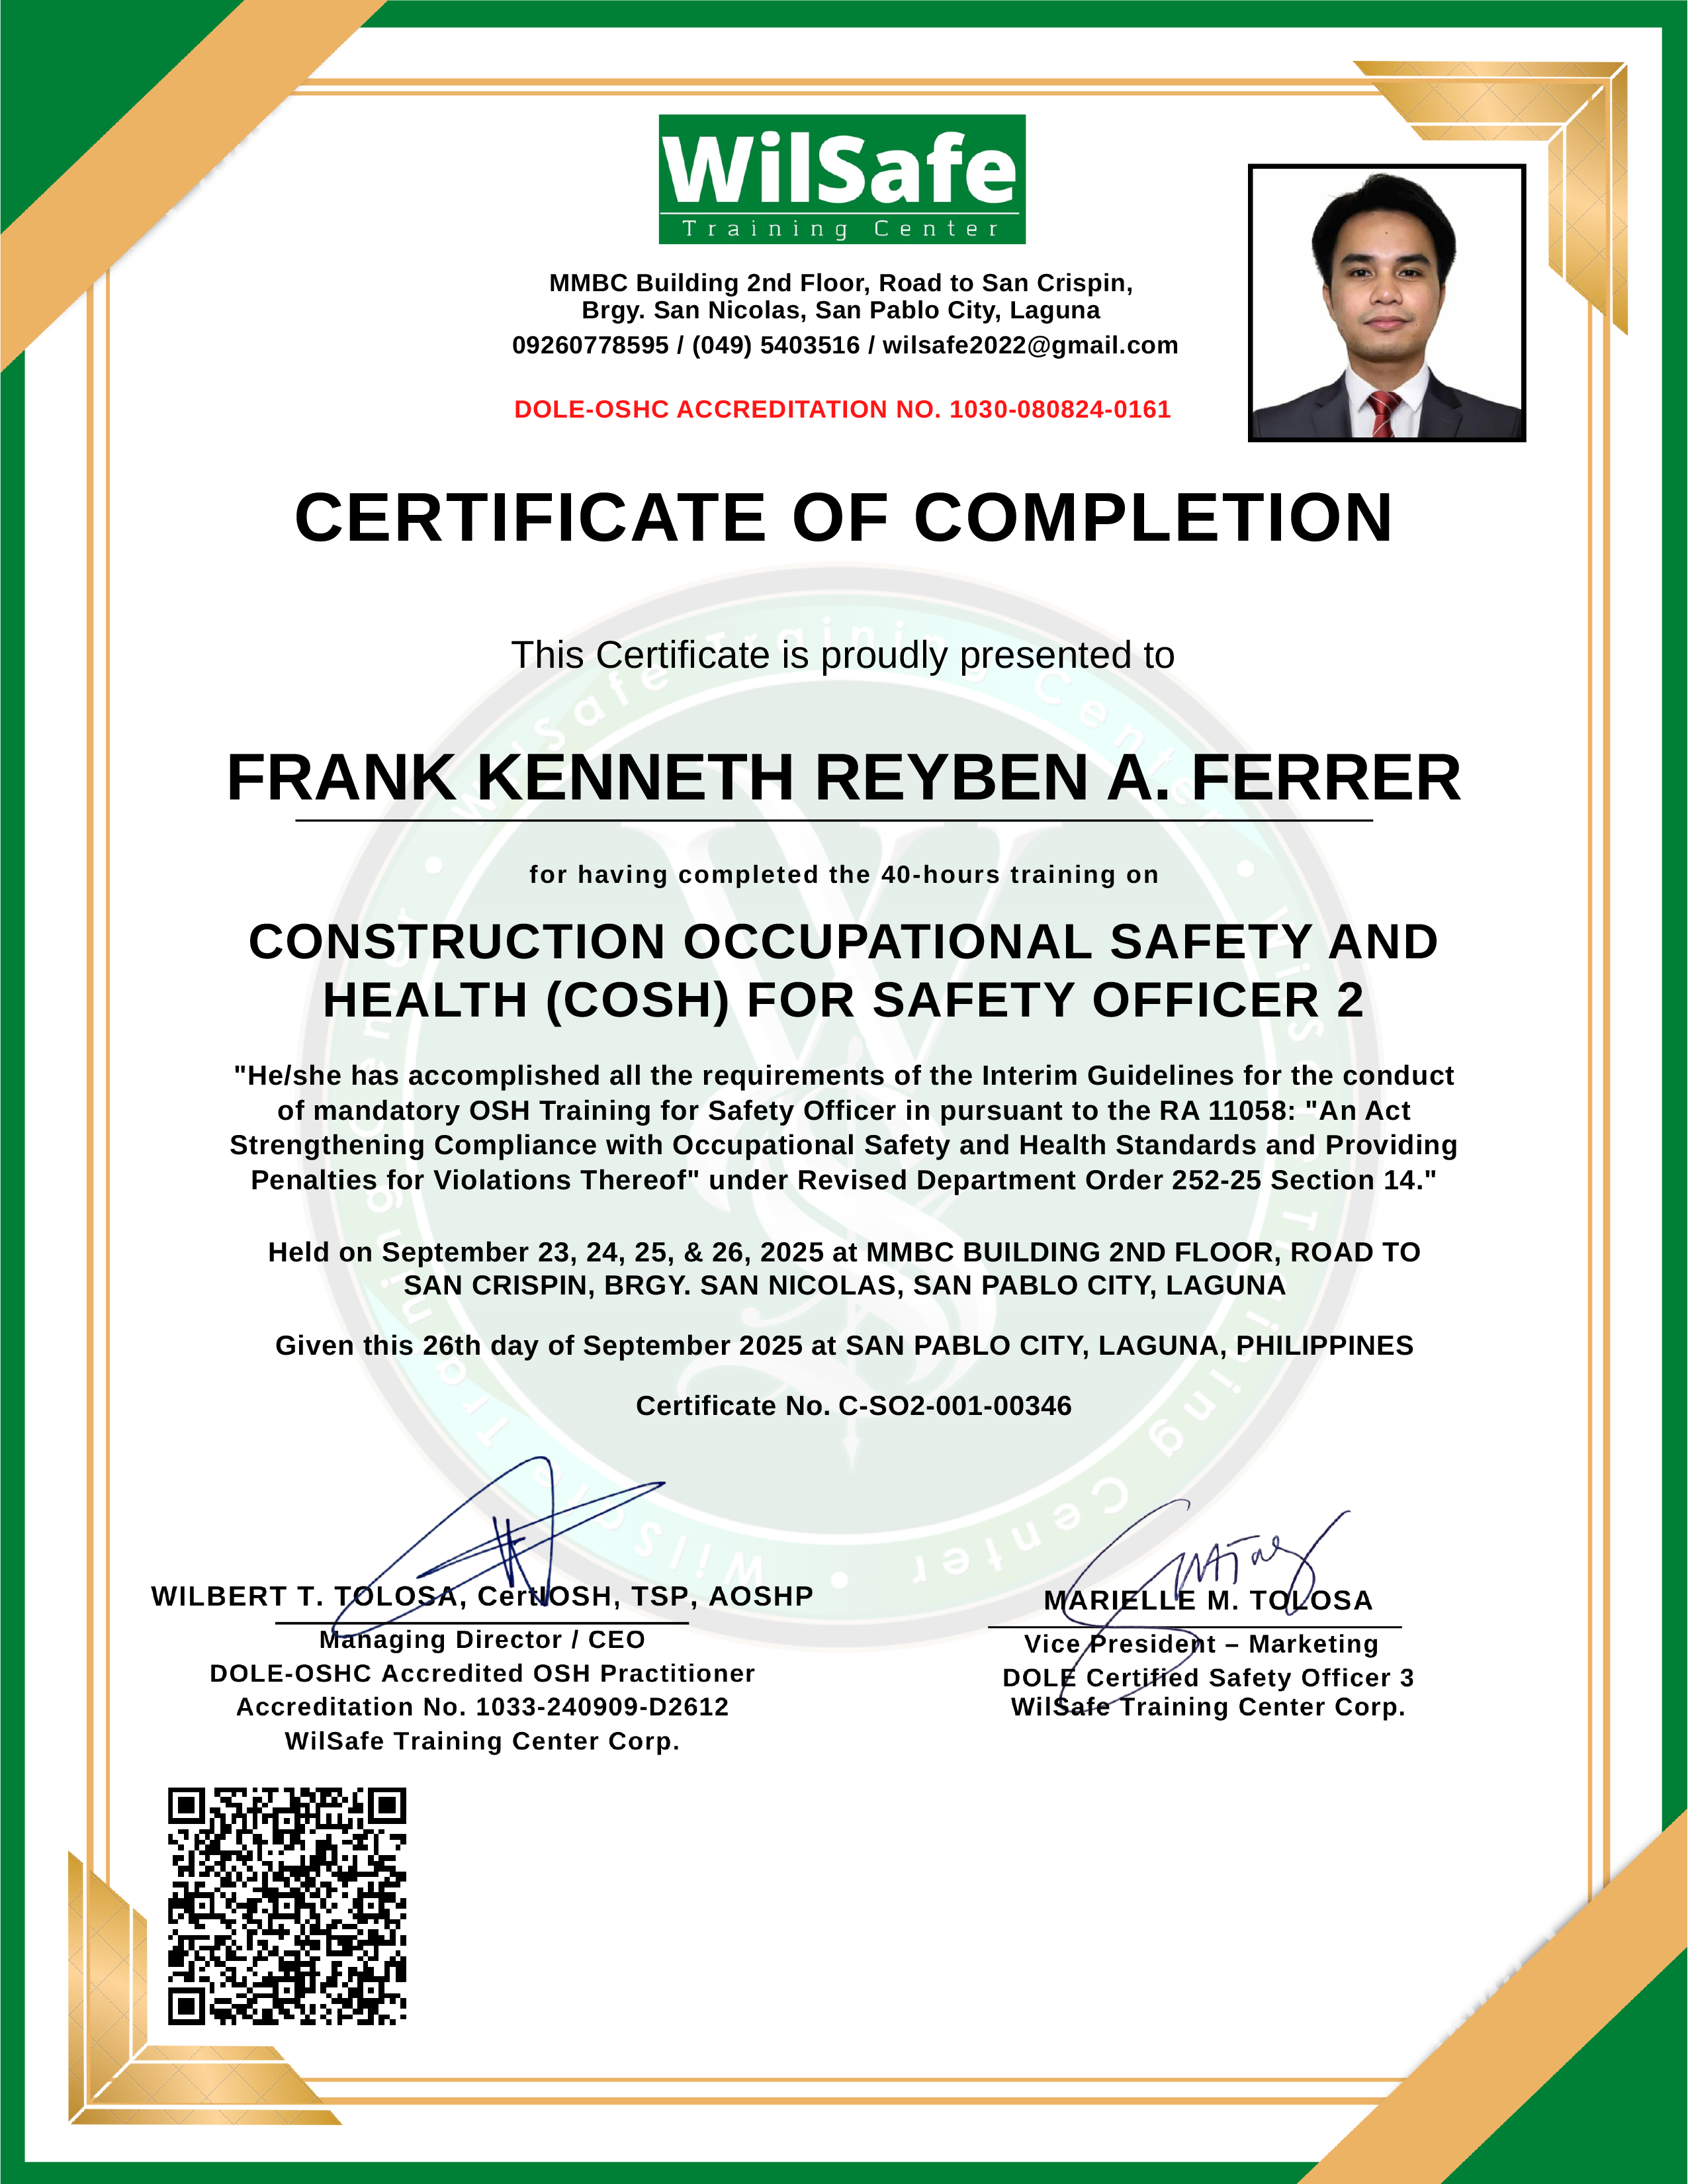 WilSafe
Training Center
MMBC Building 2nd Floor, Road to San Crispin,
Brgy. San Nicolas, San Pablo City, Laguna
09260778595 / (049) 5403516 / wilsafe2022@gmail.com
DOLE-OSHC ACCREDITATION NO. 1030-080824-0161
CERTIFICATE OF COMPLETION
This Certificate is proudly presented to
FRANK KENNETH REYBEN A. FERRER
for having completed the 40-hours training on
CONSTRUCTION OCCUPATIONAL SAFETY AND
HEALTH (COSH) FOR SAFETY OFFICER 2
"He/she has accomplished all the requirements of the Interim Guidelines for the conduct
of mandatory OSH Training for Safety Officer in pursuant to the RA 11058: "An Act
Strengthening Compliance with Occupational Safety and Health Standards and Providing
Penalties for Violations Thereof" under Revised Department Order 252-25 Section 14."
Held on September 23, 24, 25, & 26, 2025 at MMBC BUILDING 2ND FLOOR, ROAD TO
SAN CRISPIN, BRGY. SAN NICOLAS, SAN PABLO CITY, LAGUNA
Given this 26th day of September 2025 at SAN PABLO CITY, LAGUNA, PHILIPPINES
Certificate No. C-SO2-001-00346
WILBERT T. TOLOSA, CertIOSH, TSP, AOSHP
Managing Director / CEO
DOLE-OSHC Accredited OSH Practitioner
Accreditation No. 1033-240909-D2612
WilSafe Training Center Corp.
MARIELLE M. TOLOSA
Vice President – Marketing
DOLE Certified Safety Officer 3
WilSafe Training Center Corp.
WilSafe Training Center • WilSafe Training Center • WilSafe Training Center •